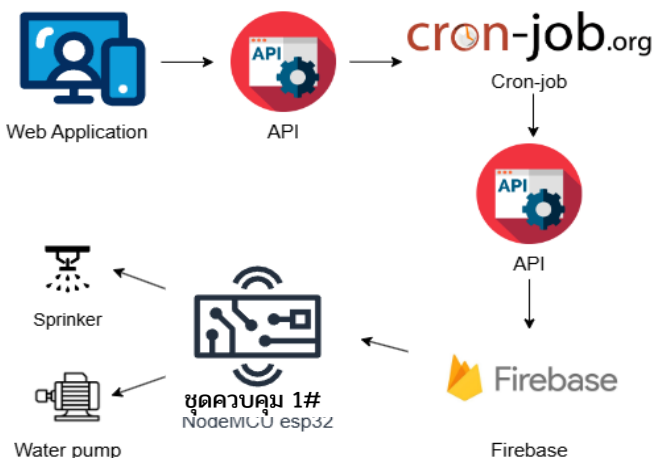 cron-job.org
API
Web Application
API
Cron-job
API
API
Sprinker
Firebase
ชุดควบคุม 1#
NodeMCU esp32
Water pump
Firebase